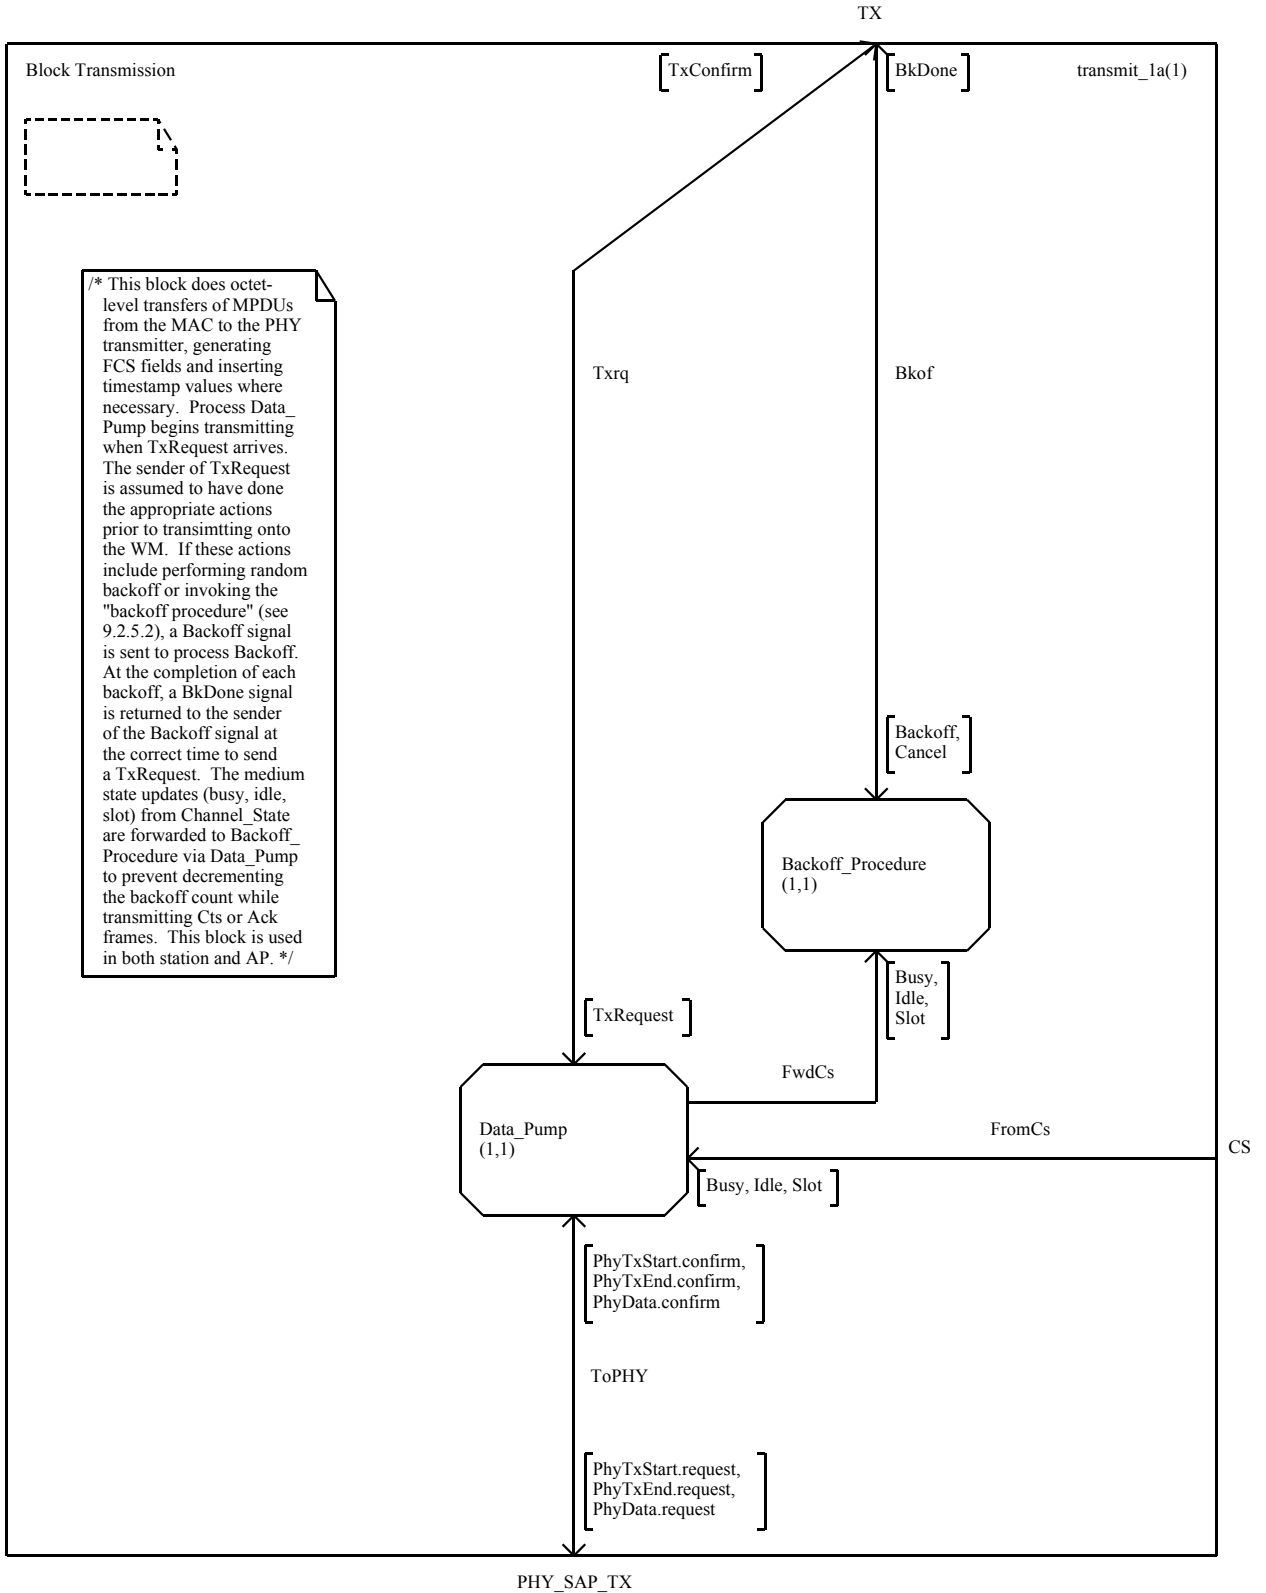 TX
Block Transmission
[TxConfirm]
[BkDone]
transmit_1a(1)
/* This block does octet-
level transfers of MPDUs
from the MAC to the PHY
transmitter, generating
FCS fields and inserting
timestamp values where
necessary.  Process Data_
Pump begins transmitting
when TxRequest arrives.
The sender of TxRequest
is assumed to have done
the appropriate actions
prior to transimtting onto
the WM.  If these actions
include performing random
backoff or invoking the
"backoff procedure" (see
9.2.5.2), a Backoff signal
is sent to process Backoff.
At the completion of each
backoff, a BkDone signal
is returned to the sender
of the Backoff signal at
the correct time to send
a TxRequest.  The medium
state updates (busy, idle,
slot) from Channel_State
are forwarded to Backoff_
Procedure via Data_Pump
to prevent decrementing
the backoff count while
transmitting Cts or Ack
frames.  This block is used
in both station and AP. */
Txrq
Bkof
[Backoff,
Cancel]
Backoff_Procedure
(1,1)
[Busy,
Idle,
Slot]
[TxRequest]
FwdCs
Data_Pump
(1,1)
FromCs
CS
[Busy, Idle, Slot]
[PhyTxStart.confirm,
PhyTxEnd.confirm,
PhyData.confirm]
ToPHY
[PhyTxStart.request,
PhyTxEnd.request,
PhyData.request]
PHY_SAP_TX